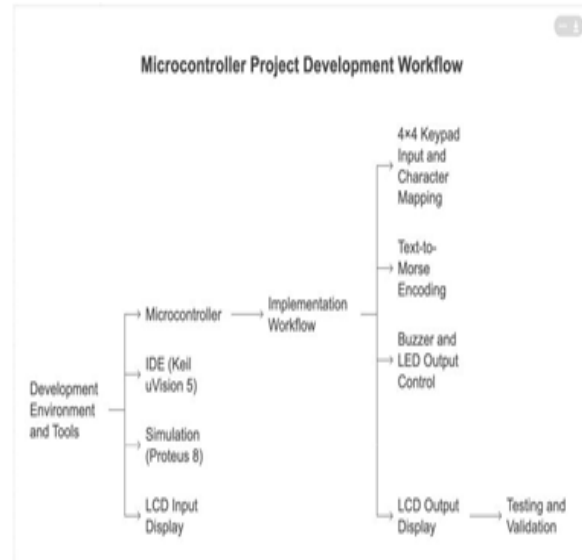 Microcontroller Project Development Workflow
4×4 Keypad
Input and
Character
Mapping
Text-to-
Morse
Encoding
Microcontroller
Implementation
Workflow
Buzzer and
LED Output
Control
IDE (Keil
uVision 5)
Development
Environment
and Tools
Simulation
(Proteus 8)
LCD Input
Display
LCD Output
Display
Testing and
Validation